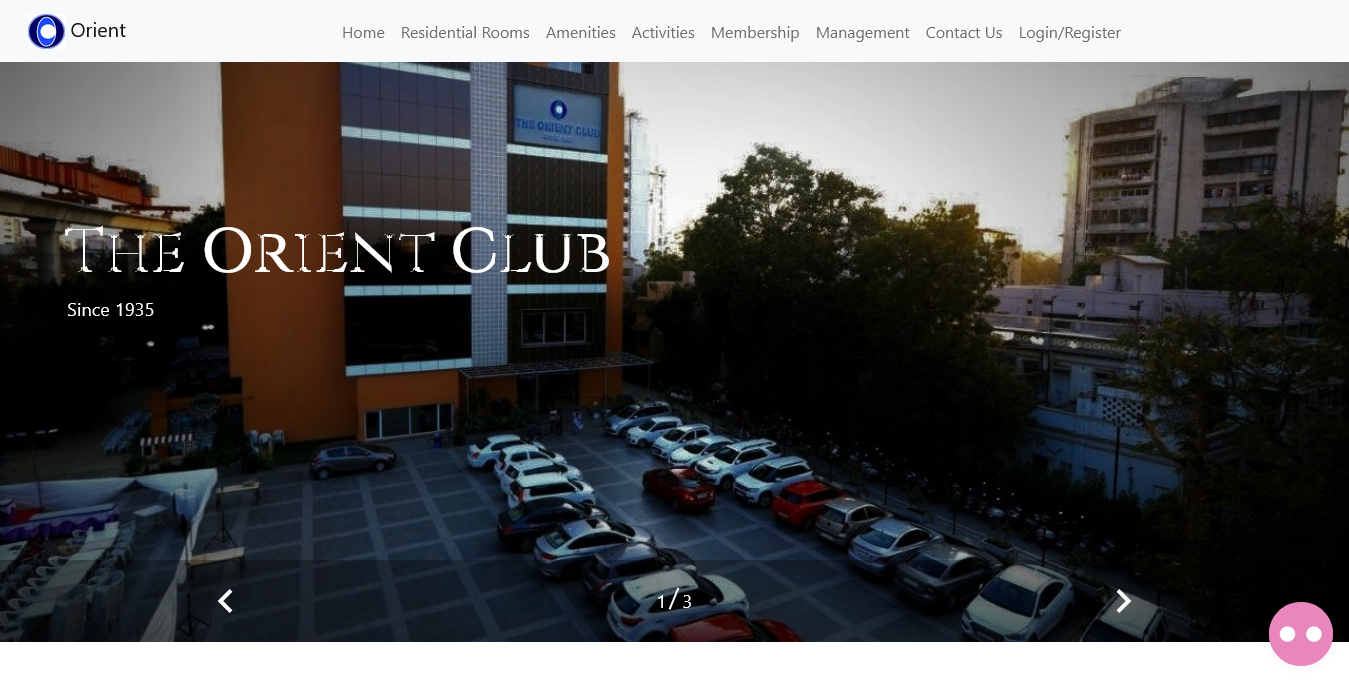 Orient
Home Residential Rooms Amenities Activities Membership Management Contact Us Login/Register
THE ORIENT CLUB
THE ORIENT CLUB
Since 1935
1 / 3